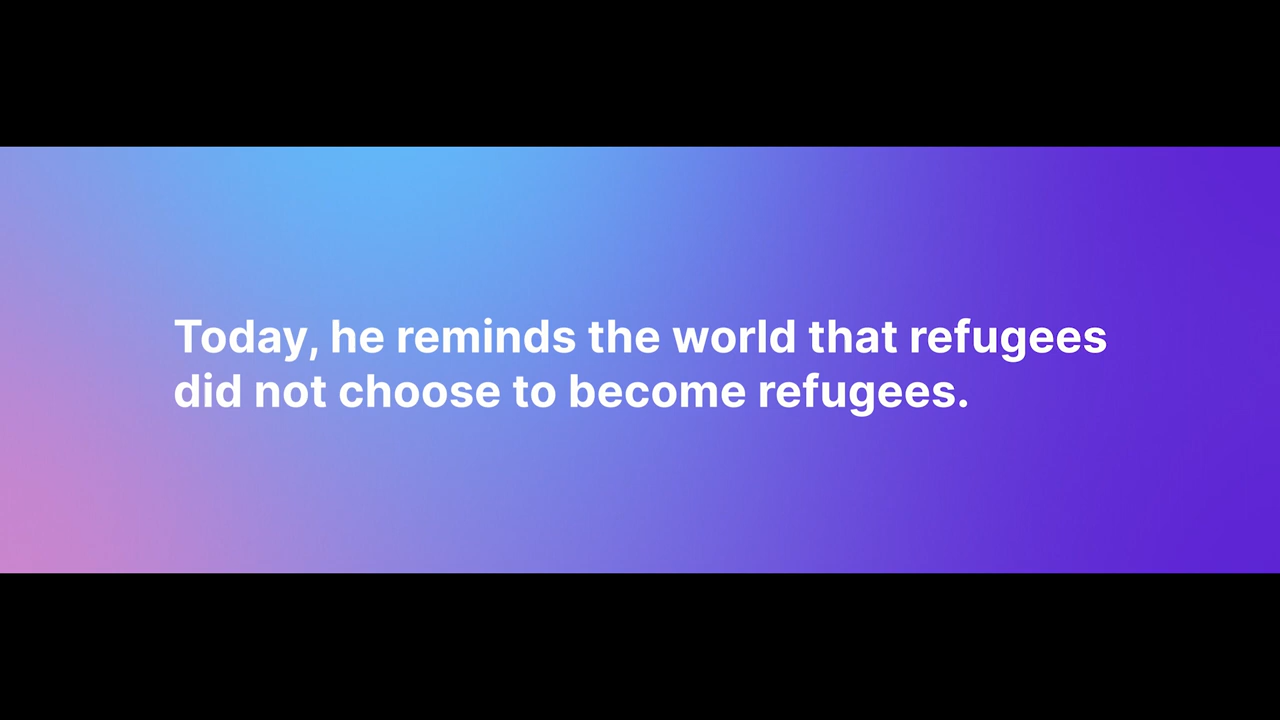 Today, he reminds the world that refugees
did not choose to become refugees.